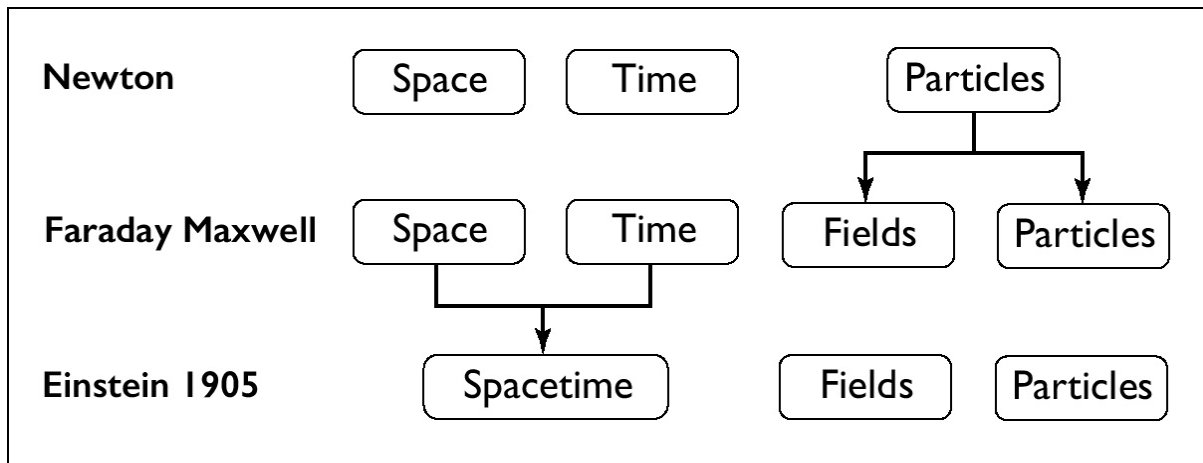 Newton Space Time Particles
Faraday Maxwell Space Time Fields Particles
Einstein 1905 Spacetime Fields Particles